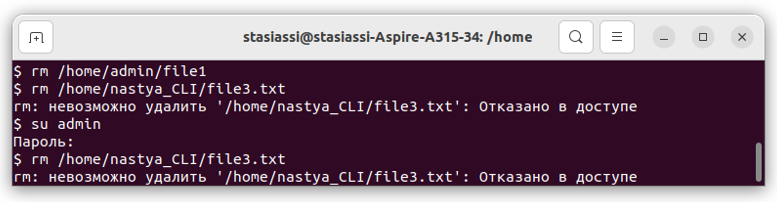 stasiassi@stasiassi-Aspire-A315-34: /home
$ rm /home/admin/file1
$ rm /home/nastya_CLI/file3.txt
rm: невозможно удалить '/home/nastya_CLI/file3.txt': Отказано в доступе
$ su admin
Пароль:
$ rm /home/nastya_CLI/file3.txt
rm: невозможно удалить '/home/nastya_CLI/file3.txt': Отказано в доступе